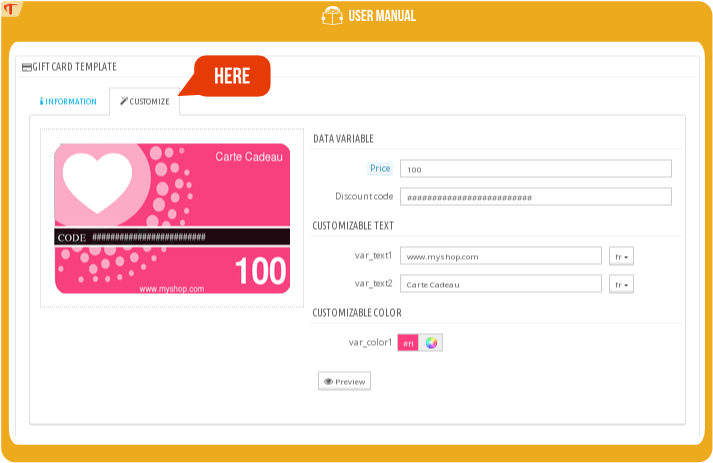 USER MANUAL
GIFT CARD TEMPLATE
HERE
INFORMATION
CUSTOMIZE
Carte Cadeau
CODE #########################
100
www.myshop.com
DATA VARIABLE
Price 100
Discount code #########################
CUSTOMIZABLE TEXT
var_text1 www.myshop.com fr
var_text2 Carte Cadeau fr
CUSTOMIZABLE COLOR
var_color1
Preview